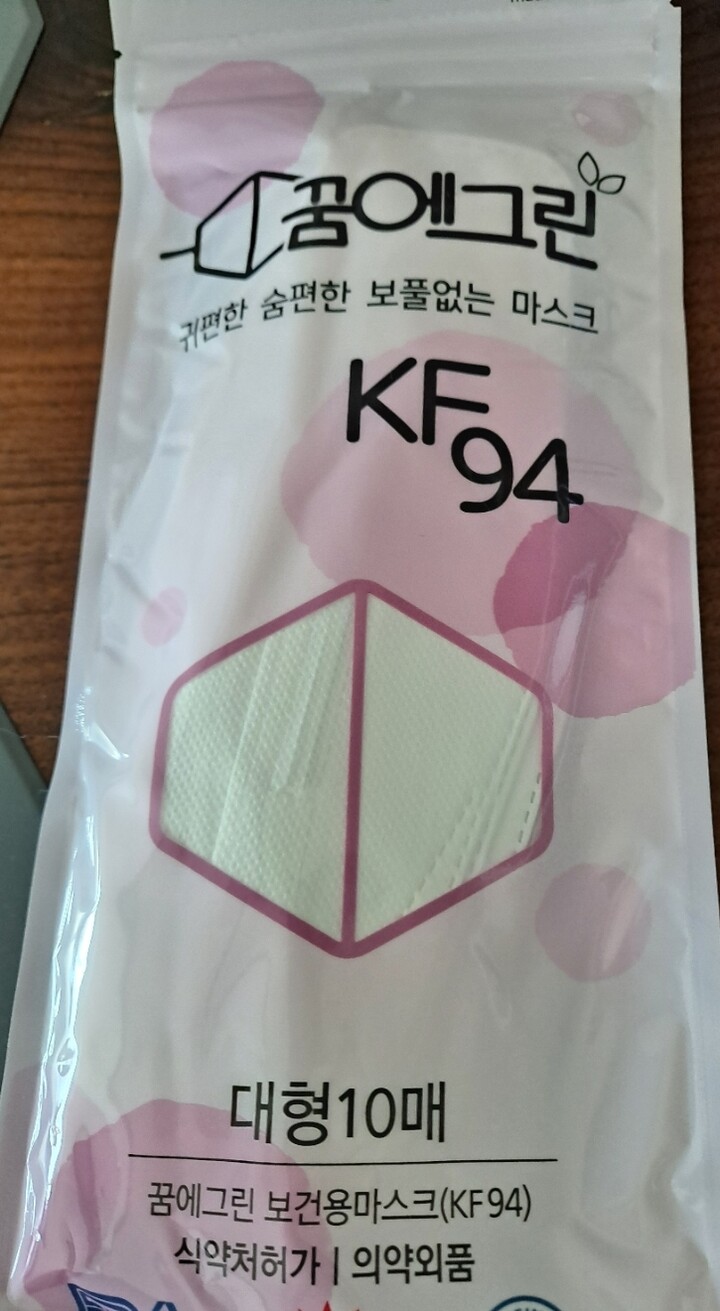 꿈에그린
귀편한 숨편한 보풀없는 마스크
KF
94
대형10매
꿈에그린 보건용마스크(KF94)
식약처허가 | 의약외품